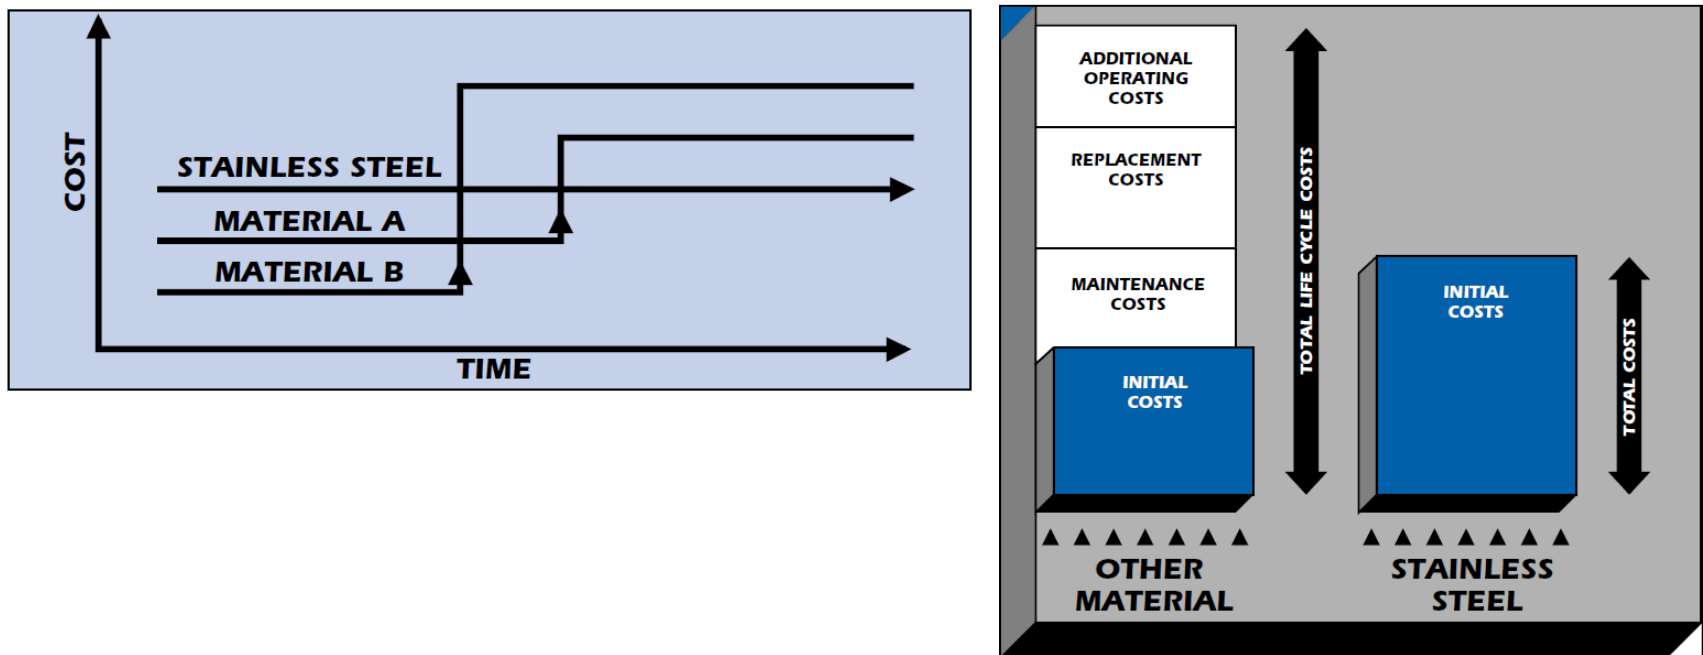 COST
STAINLESS STEEL
MATERIAL A
MATERIAL B
TIME
ADDITIONAL
OPERATING
COSTS
REPLACEMENT
COSTS
MAINTENANCE
COSTS
INITIAL
COSTS
TOTAL LIFE CYCLE COSTS
INITIAL
COSTS
TOTAL COSTS
OTHER
MATERIAL
STAINLESS
STEEL